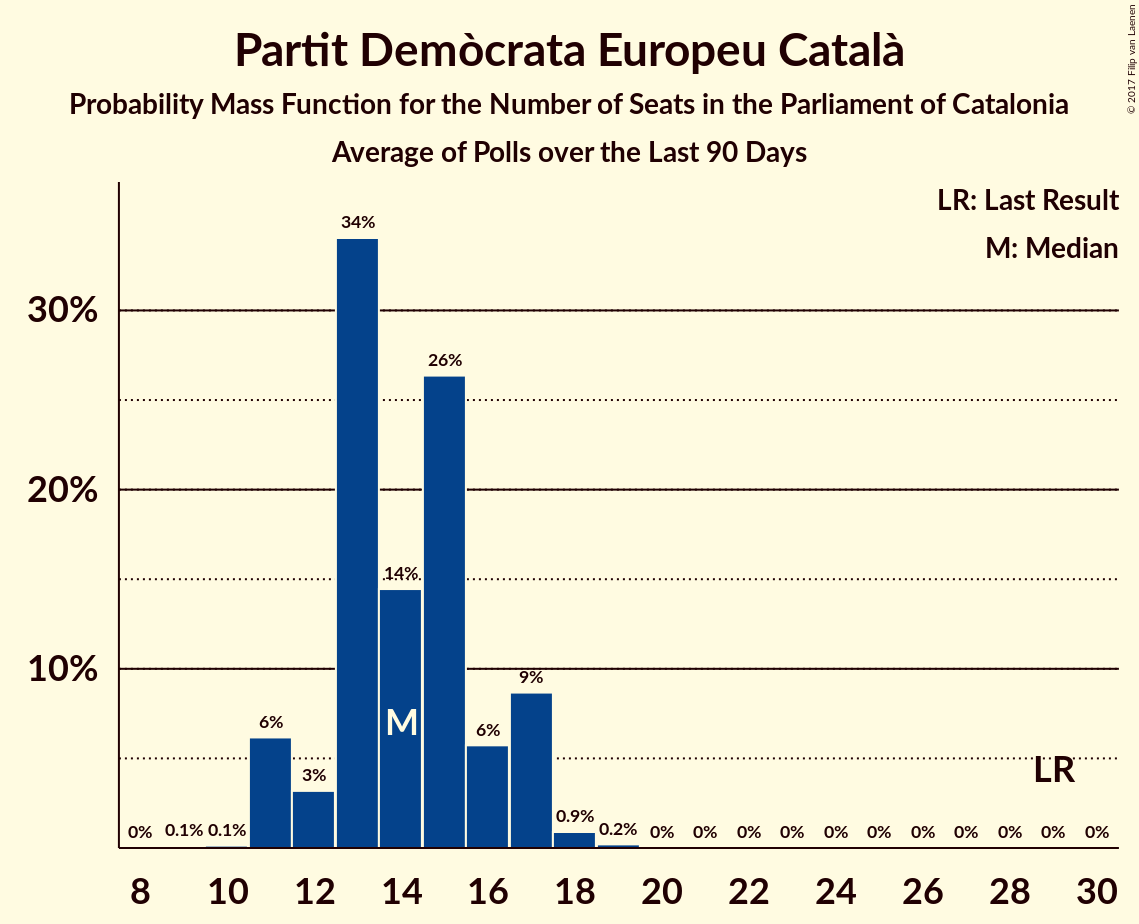 Partit Demòcrata Europeu Català
Probability Mass Function for the Number of Seats in the Parliament of Catalonia
Average of Polls over the Last 90 Days
© 2017 Filip van Laenen
LR: Last Result
M: Median
34%
30%
26%
20%
14%
10%
9%
M
6%
6%
LR
3%
0% 0.1% 0.1% 0.9% 0.2% 0% 0% 0% 0% 0% 0% 0% 0% 0% 0% 0%
8 10 12 14 16 18 20 22 24 26 28 30